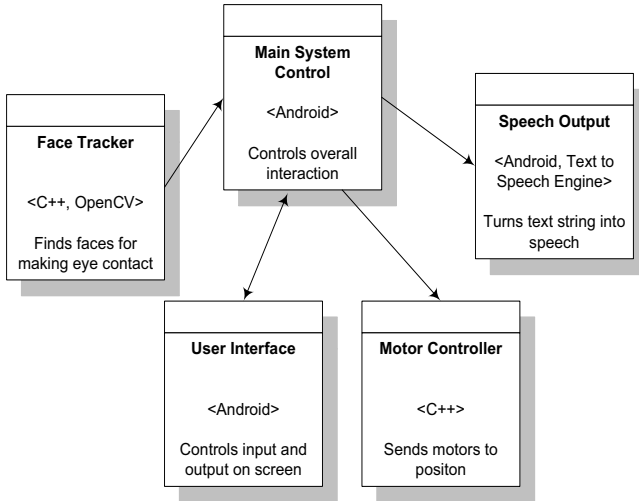 Main System
Control
<Android>
Controls overall
interaction
Face Tracker
<C++, OpenCV>
Finds faces for
making eye contact
Speech Output
<Android, Text to
Speech Engine>
Turns text string into
speech
User Interface
<Android>
Controls input and
output on screen
Motor Controller
<C++>
Sends motors to
positon